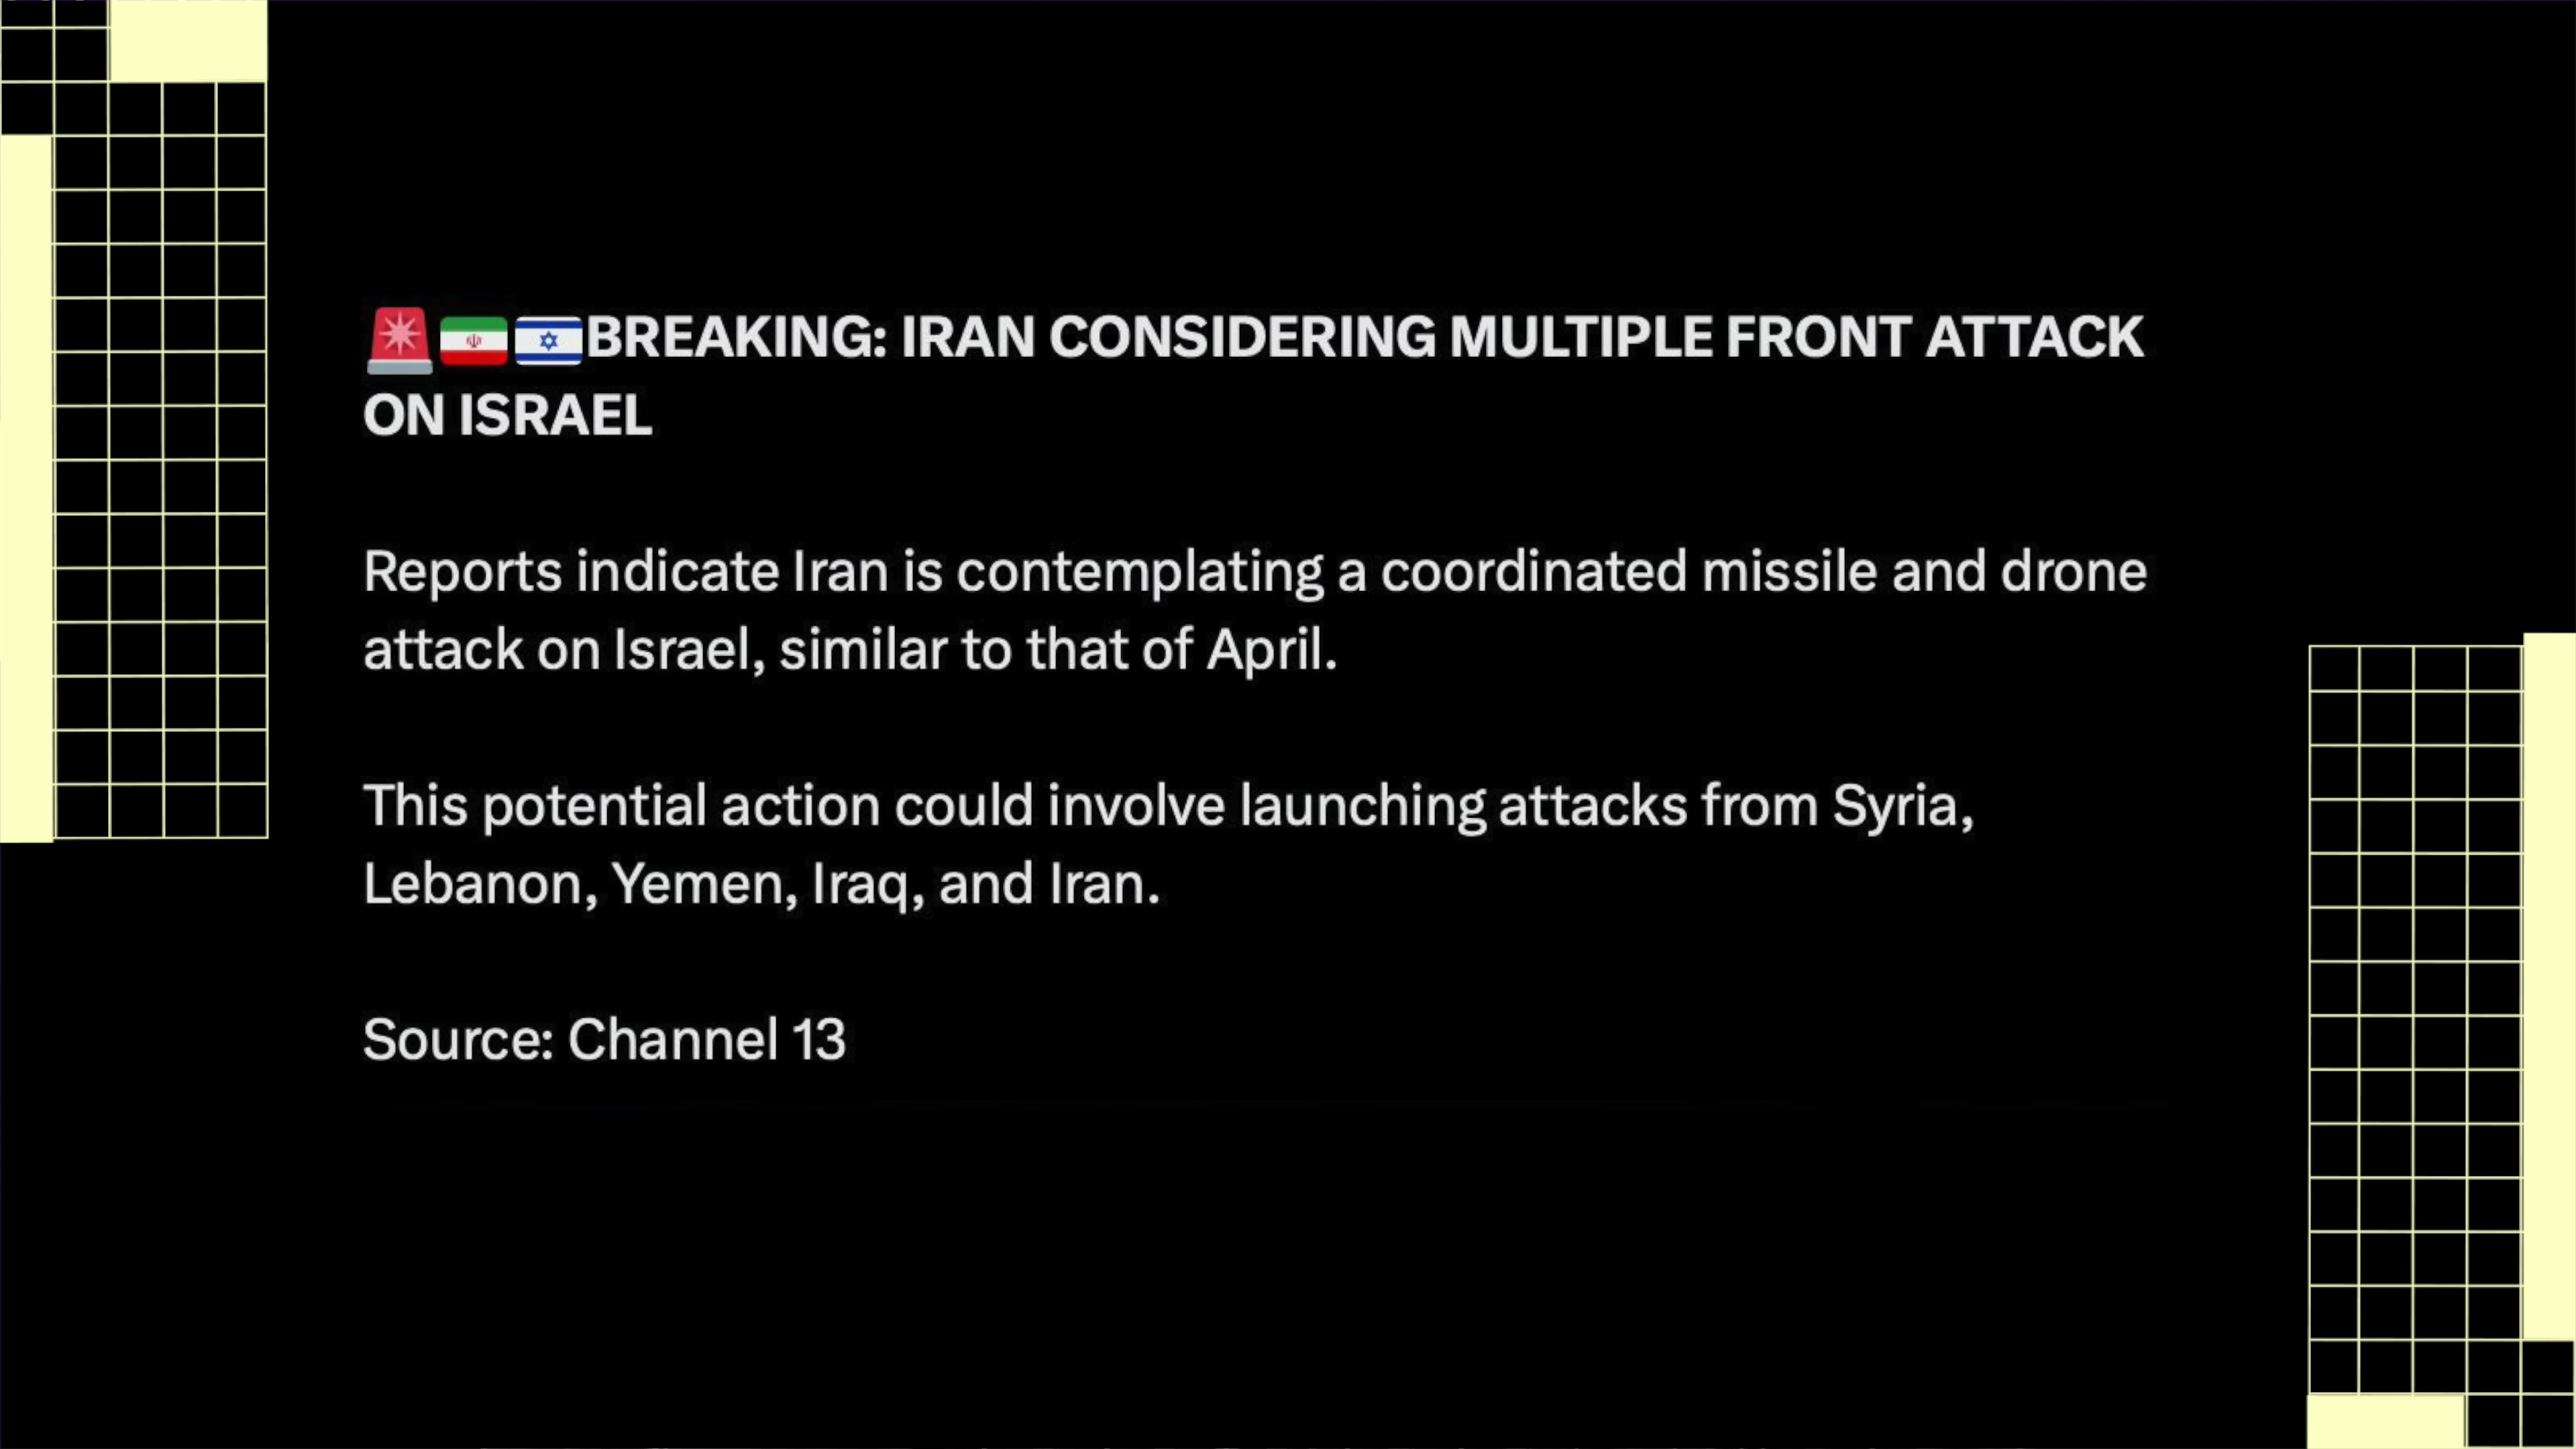 🚨🇮🇷🇮🇱BREAKING: IRAN CONSIDERING MULTIPLE FRONT ATTACK
ON ISRAEL
Reports indicate Iran is contemplating a coordinated missile and drone
attack on Israel, similar to that of April.
This potential action could involve launching attacks from Syria,
Lebanon, Yemen, Iraq, and Iran.
Source: Channel 13